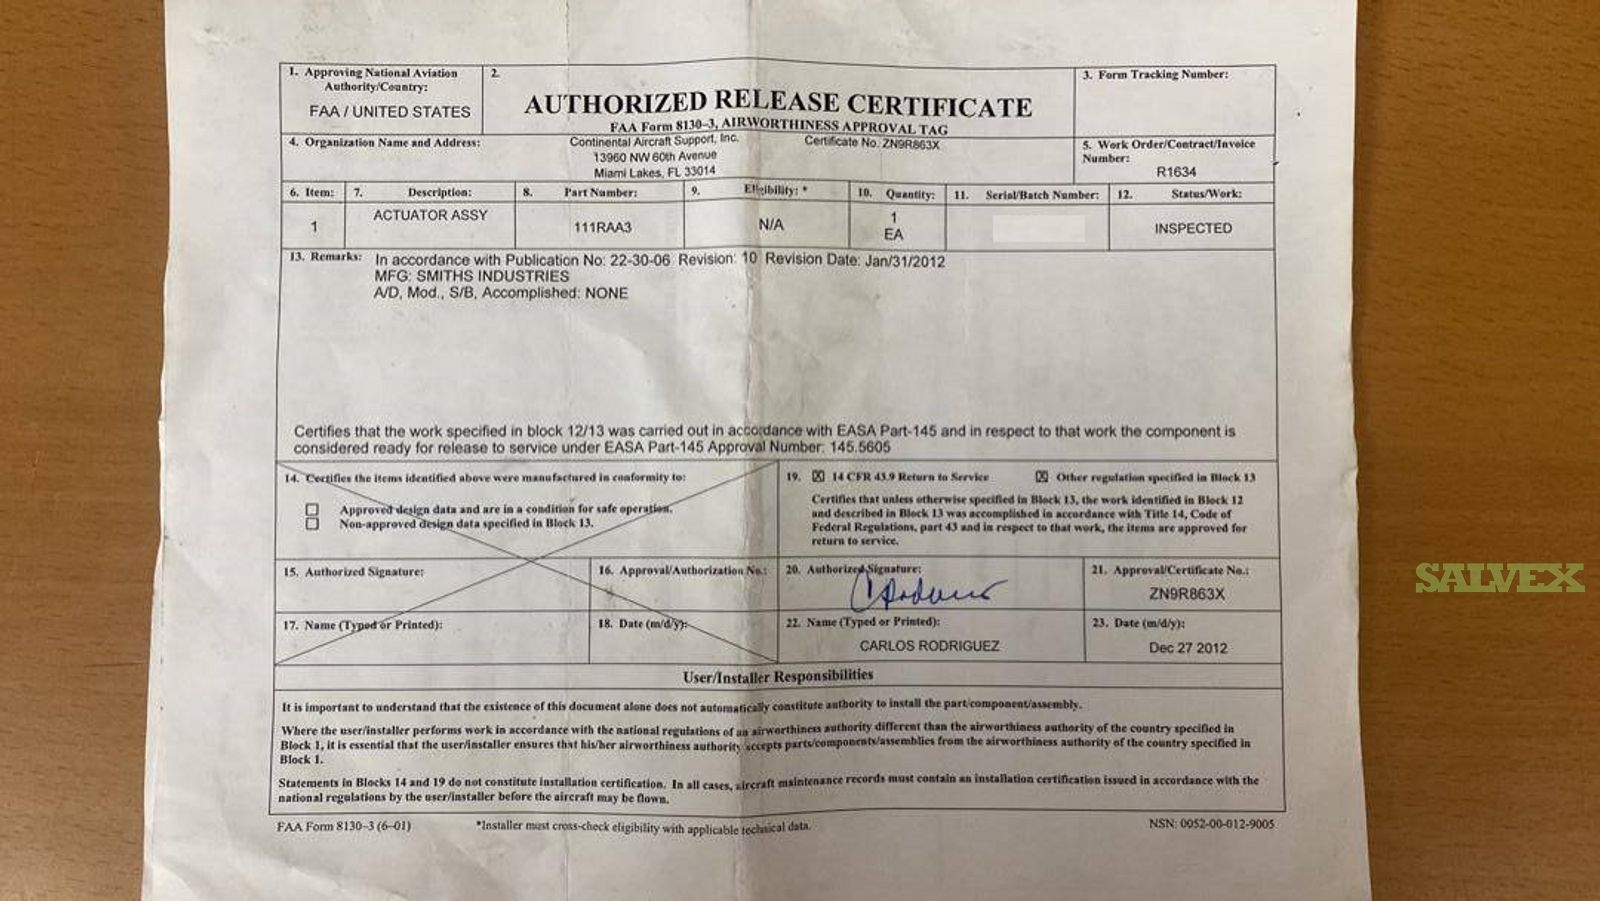 1. Approving National Aviation
Authority/Country:
FAA / UNITED STATES
2.
AUTHORIZED RELEASE CERTIFICATE
FAA Form 8130–3, AIRWORTHINESS APPROVAL TAG
3. Form Tracking Number:
4. Organization Name and Address:
Continental Aircraft Support, Inc.
13960 NW 60th Avenue
Miami Lakes, FL 33014
Certificate No. ZN9R863X
5. Work Order/Contract/Invoice
Number:
R1634
6. Item: 7. Description: 8. Part Number: 9. Eligibility: * 10. Quantity: 11. Serial/Batch Number: 12. Status/Work:
1 ACTUATOR ASSY 111RAA3 N/A 1 EA INSPECTED
13. Remarks: In accordance with Publication No: 22-30-06 Revision: 10 Revision Date: Jan/31/2012
MFG: SMITHS INDUSTRIES
A/D, Mod., S/B, Accomplished: NONE
Certifies that the work specified in block 12/13 was carried out in accordance with EASA Part-145 and in respect to that work the component is
considered ready for release to service under EASA Part-145 Approval Number: 145.5605
14. Certifies the items identified above were manufactured in conformity to:
☐ Approved design data and are in a condition for safe operation.
☐ Non-approved design data specified in Block 13.
19. ☒ 14 CFR 43.9 Return to Service ☒ Other regulation specified in Block 13
Certifies that unless otherwise specified in Block 13, the work identified in Block 12
and described in Block 13 was accomplished in accordance with Title 14, Code of
Federal Regulations, part 43 and in respect to that work, the items are approved for
return to service.
15. Authorized Signature:
16. Approval/Authorization No.:
20. Authorized Signature:
21. Approval/Certificate No.:
ZN9R863X
17. Name (Typed or Printed):
18. Date (m/d/y):
22. Name (Typed or Printed):
CARLOS RODRIGUEZ
23. Date (m/d/y):
Dec 27 2012
User/Installer Responsibilities
It is important to understand that the existence of this document alone does not automatically constitute authority to install the part/component/assembly.
Where the user/installer performs work in accordance with the national regulations of an airworthiness authority different than the airworthiness authority of the country specified in
Block 1, it is essential that the user/installer ensures that his/her airworthiness authority accepts parts/components/assemblies from the airworthiness authority of the country specified in
Block 1.
Statements in Blocks 14 and 19 do not constitute installation certification. In all cases, aircraft maintenance records must contain an installation certification issued in accordance with the
national regulations by the user/installer before the aircraft may be flown.
FAA Form 8130–3 (6–01)
*Installer must cross-check eligibility with applicable technical data.
NSN: 0052-00-012-9005
SALVEX